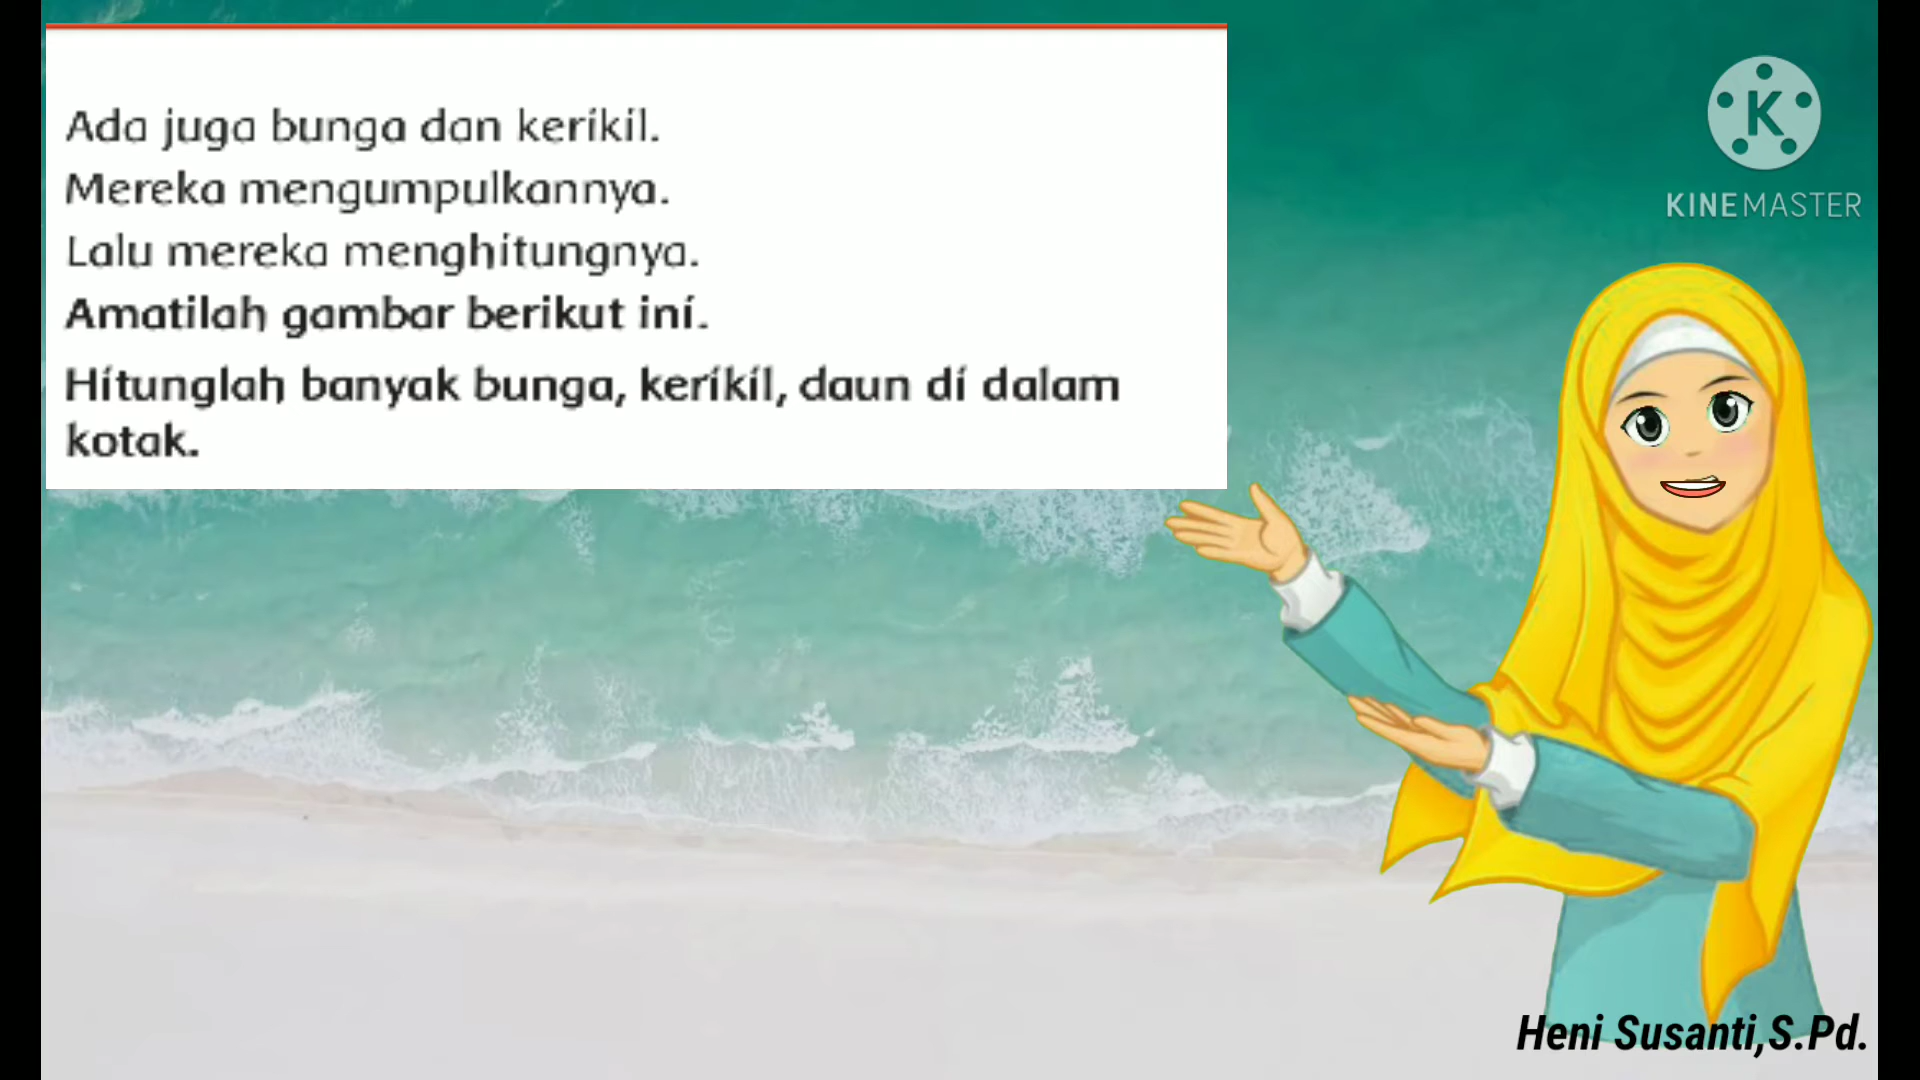 Ada juga bunga dan kerikil.
Mereka mengumpulkannya.
Lalu mereka menghitungnya.
Amatilah gambar berikut ini.
Hitunglah banyak bunga, kerikil, daun di dalam
kotak.
K
KINEMASTER
Heni Susanti,S.Pd.